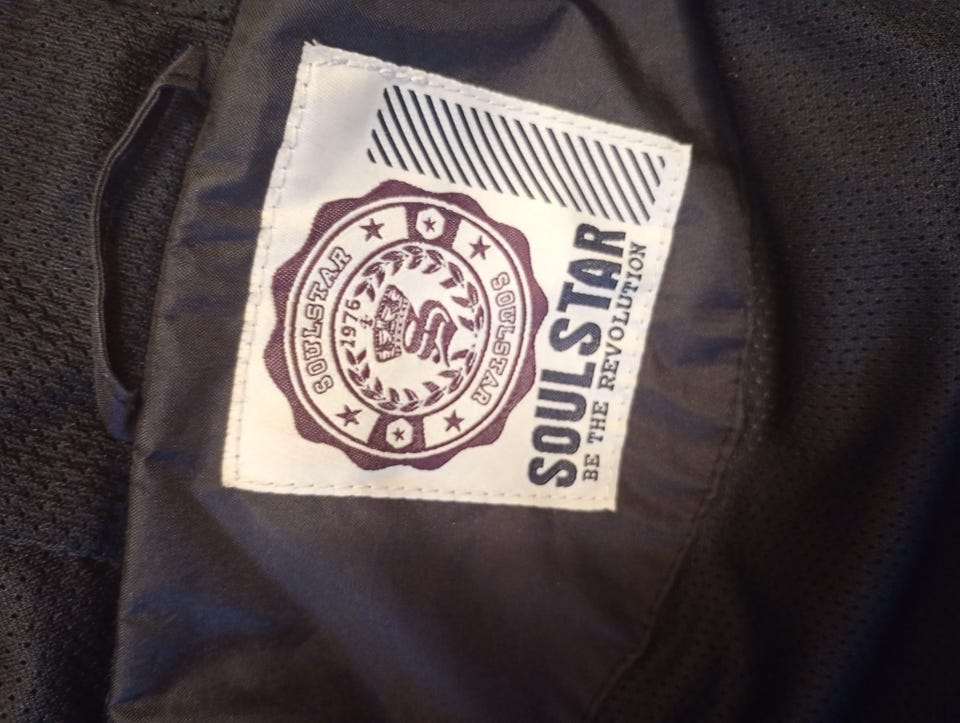 SOULSTAR
1976
S
SOULSTAR
SOULSTAR
BE THE REVOLUTION